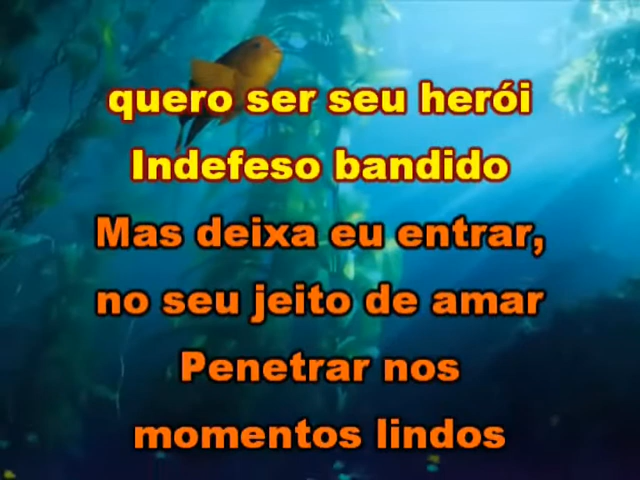 quero ser seu herói
Indefeso bandido
Mas deixa eu entrar,
no seu jeito de amar
Penetrar nos
momentos lindos